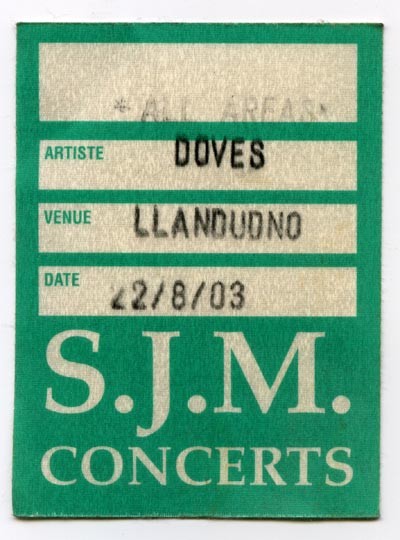 *ALL AREAS*
ARTISTE DOVES
VENUE LLANDUDNO
DATE 22/8/03
S.J.M.
CONCERTS